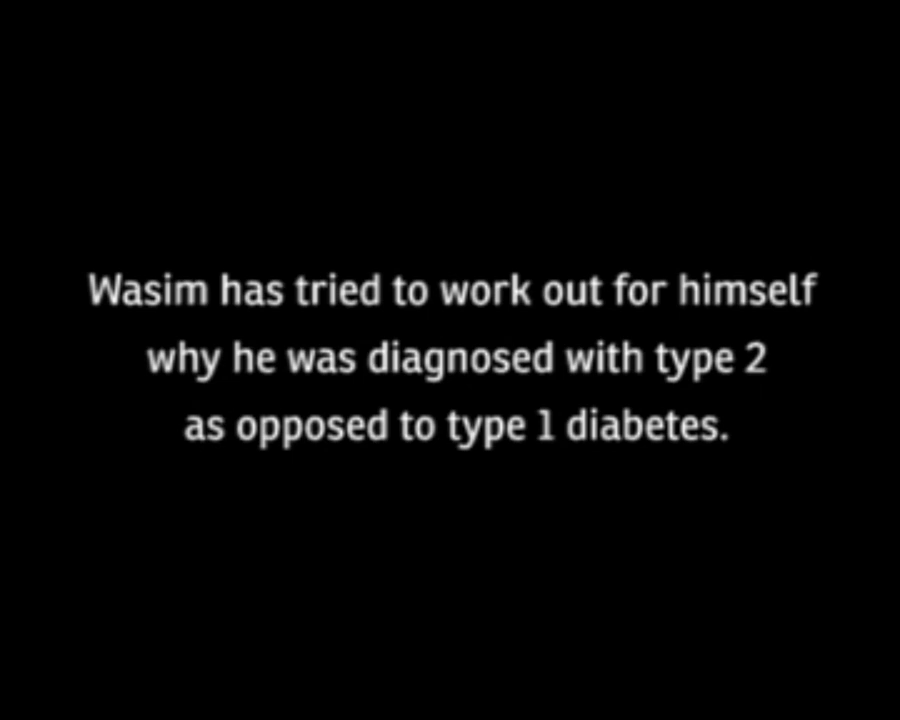 Wasim has tried to work out for himself
why he was diagnosed with type 2
as opposed to type 1 diabetes.